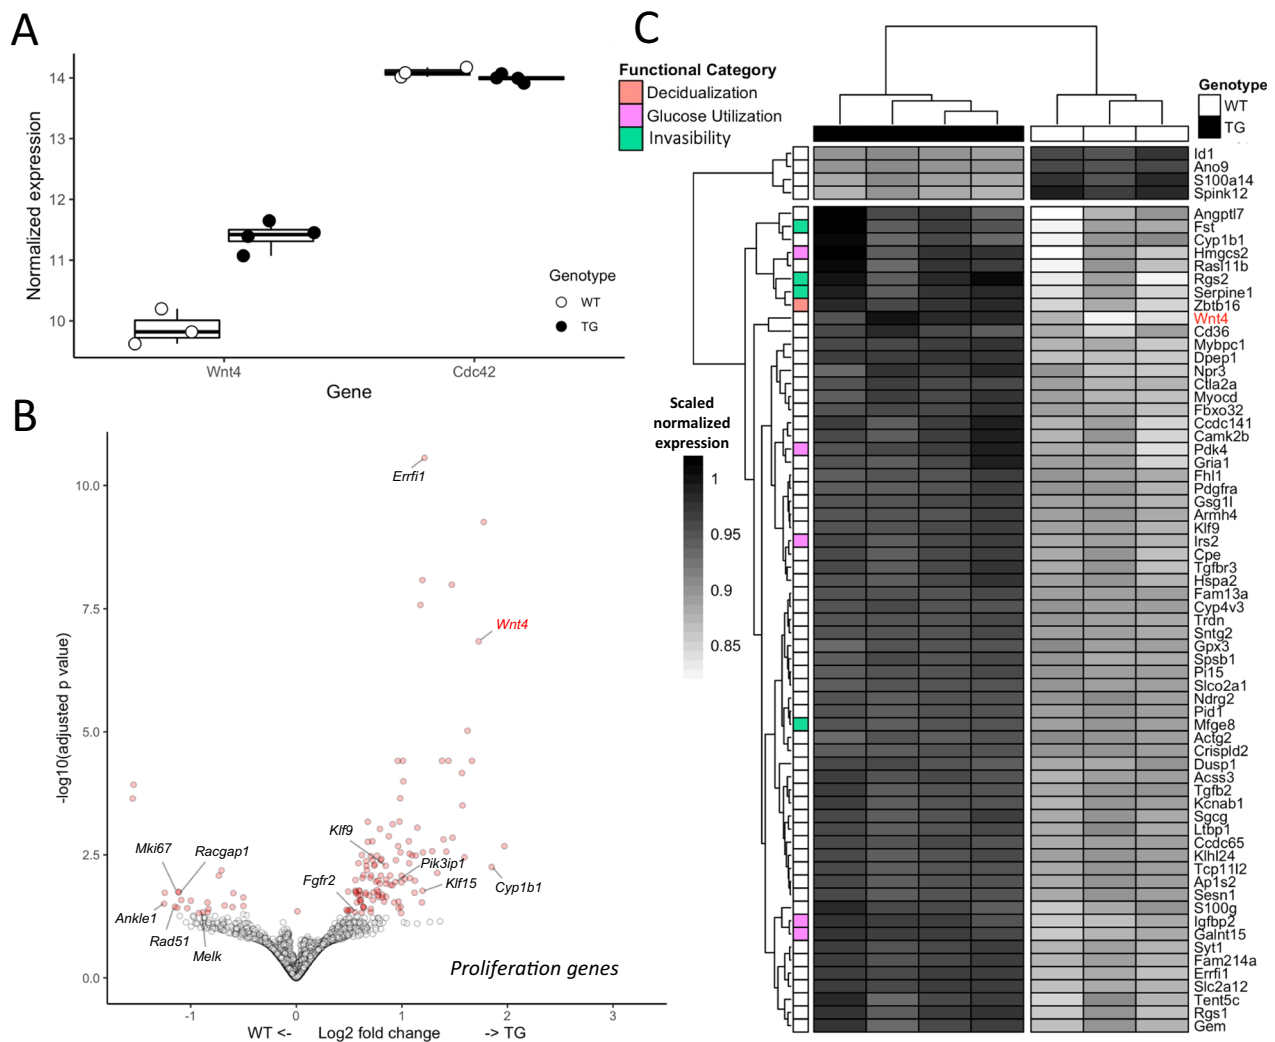 A
Normalized expression
14
13
12
11
10
Wnt4
Cdc42
Gene
Genotype
WT
TG
B
-log10(adjusted p value)
10.0
7.5
5.0
2.5
0.0
Errfi1
Wnt4
Klf9
Mki67
Racgap1
Pik3ip1
Fgfr2
Klf15
Cyp1b1
Ankle1
Rad51
Melk
Proliferation genes
-1
0
1
2
3
WT <-
Log2 fold change
-> TG
C
Functional Category
Decidualization
Glucose Utilization
Invasibility
Genotype
WT
TG
Scaled
normalized
expression
1
0.95
0.9
0.85
Id1
Ano9
S100a14
Spink12
Angptl7
Fst
Cyp1b1
Hmgcs2
Rasl11b
Rgs2
Serpine1
Zbtb16
Wnt4
Cd36
Mybpc1
Dpep1
Npr3
Ctla2a
Myocd
Fbxo32
Ccdc141
Camk2b
Pdk4
Gria1
Fhl1
Pdgfra
Gsg1l
Armh4
Klf9
Irs2
Cpe
Tgfbr3
Hspa2
Fam13a
Cyp4v3
Trdn
Sntg2
Gpx3
Spsb1
Pi15
Slco2a1
Ndrg2
Pid1
Mfge8
Actg2
Crispld2
Dusp1
Acss3
Tgfb2
Kcnab1
Sgcg
Ltbp1
Ccdc65
Klhl24
Tcp11l2
Ap1s2
Sesn1
S100g
Igfbp2
Galnt15
Syt1
Fam214a
Errfi1
Slc2a12
Tent5c
Rgs1
Gem